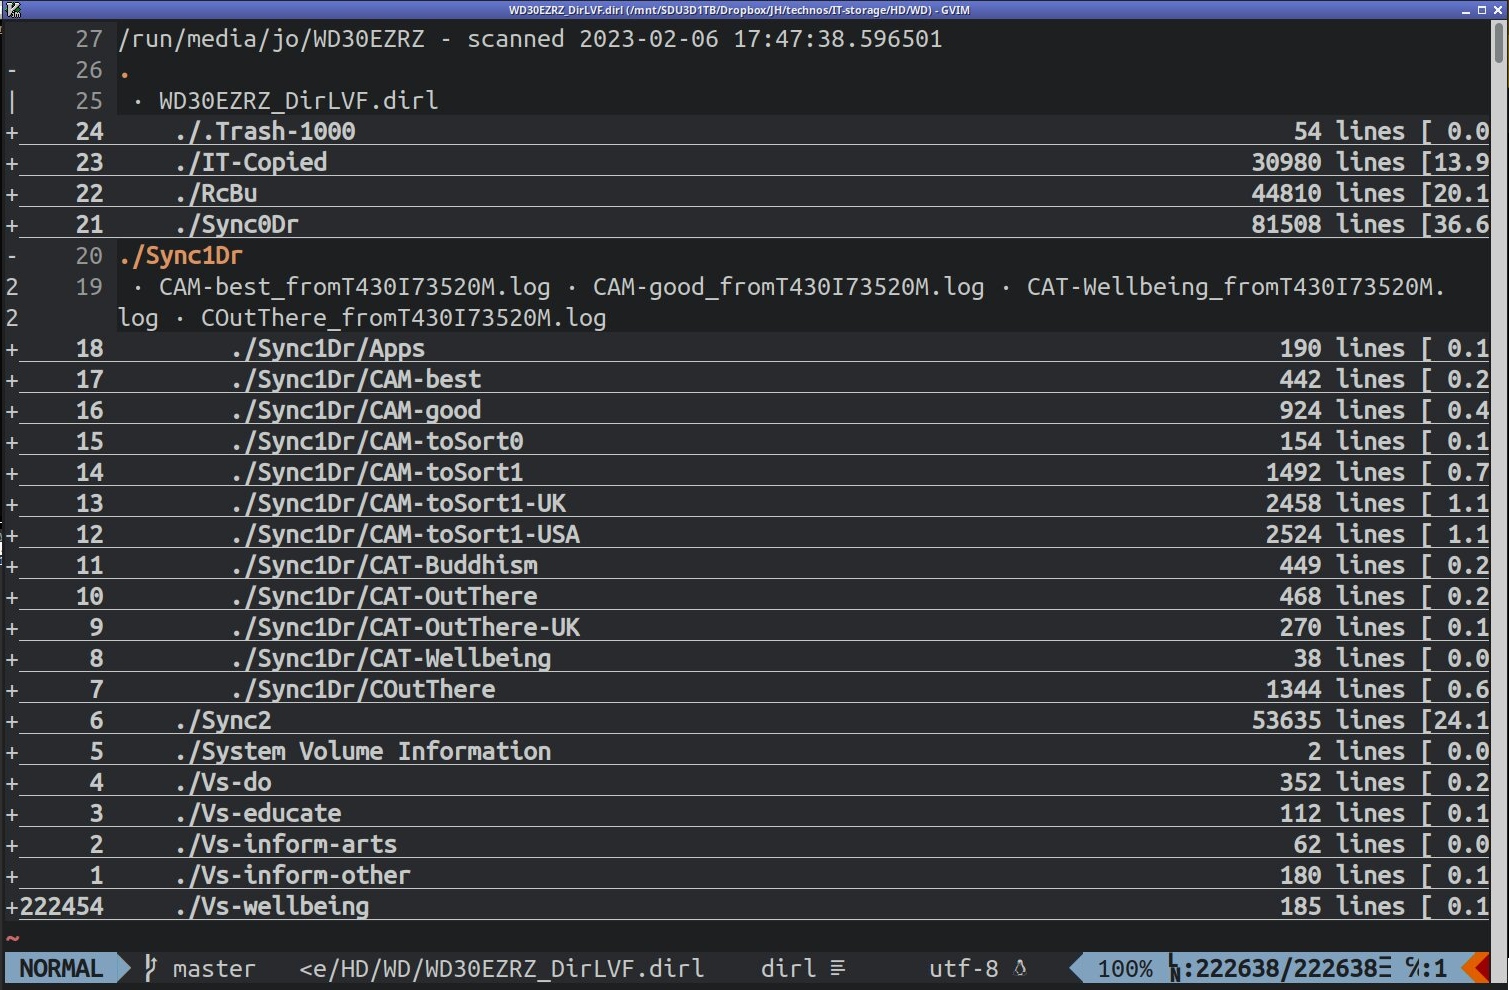 WD30EZRZ_DirLVF.dirl (/mnt/SDU3D1TB/Dropbox/JH/technos/IT-storage/HD/WD) - GVIM
27 /run/media/jo/WD30EZRZ - scanned 2023-02-06 17:47:38.596501
- 26 .
| 25 · WD30EZRZ_DirLVF.dirl
+ 24 ./.Trash-1000 54 lines [ 0.0
+ 23 ./IT-Copied 30980 lines [13.9
+ 22 ./RcBu 44810 lines [20.1
+ 21 ./Sync0Dr 81508 lines [36.6
- 20 ./Sync1Dr
2 19 · CAM-best_fromT430I73520M.log · CAM-good_fromT430I73520M.log · CAT-Wellbeing_fromT430I73520M.
2 log · COutThere_fromT430I73520M.log
+ 18 ./Sync1Dr/Apps 190 lines [ 0.1
+ 17 ./Sync1Dr/CAM-best 442 lines [ 0.2
+ 16 ./Sync1Dr/CAM-good 924 lines [ 0.4
+ 15 ./Sync1Dr/CAM-toSort0 154 lines [ 0.1
+ 14 ./Sync1Dr/CAM-toSort1 1492 lines [ 0.7
+ 13 ./Sync1Dr/CAM-toSort1-UK 2458 lines [ 1.1
+ 12 ./Sync1Dr/CAM-toSort1-USA 2524 lines [ 1.1
+ 11 ./Sync1Dr/CAT-Buddhism 449 lines [ 0.2
+ 10 ./Sync1Dr/CAT-OutThere 468 lines [ 0.2
+ 9 ./Sync1Dr/CAT-OutThere-UK 270 lines [ 0.1
+ 8 ./Sync1Dr/CAT-Wellbeing 38 lines [ 0.0
+ 7 ./Sync1Dr/COutThere 1344 lines [ 0.6
+ 6 ./Sync2 53635 lines [24.1
+ 5 ./System Volume Information 2 lines [ 0.0
+ 4 ./Vs-do 352 lines [ 0.2
+ 3 ./Vs-educate 112 lines [ 0.1
+ 2 ./Vs-inform-arts 62 lines [ 0.0
+ 1 ./Vs-inform-other 180 lines [ 0.1
+222454 ./Vs-wellbeing 185 lines [ 0.1
~
NORMAL master <e/HD/WD/WD30EZRZ_DirLVF.dirl dirl utf-8 100% LN:222638/222638 ℅:1